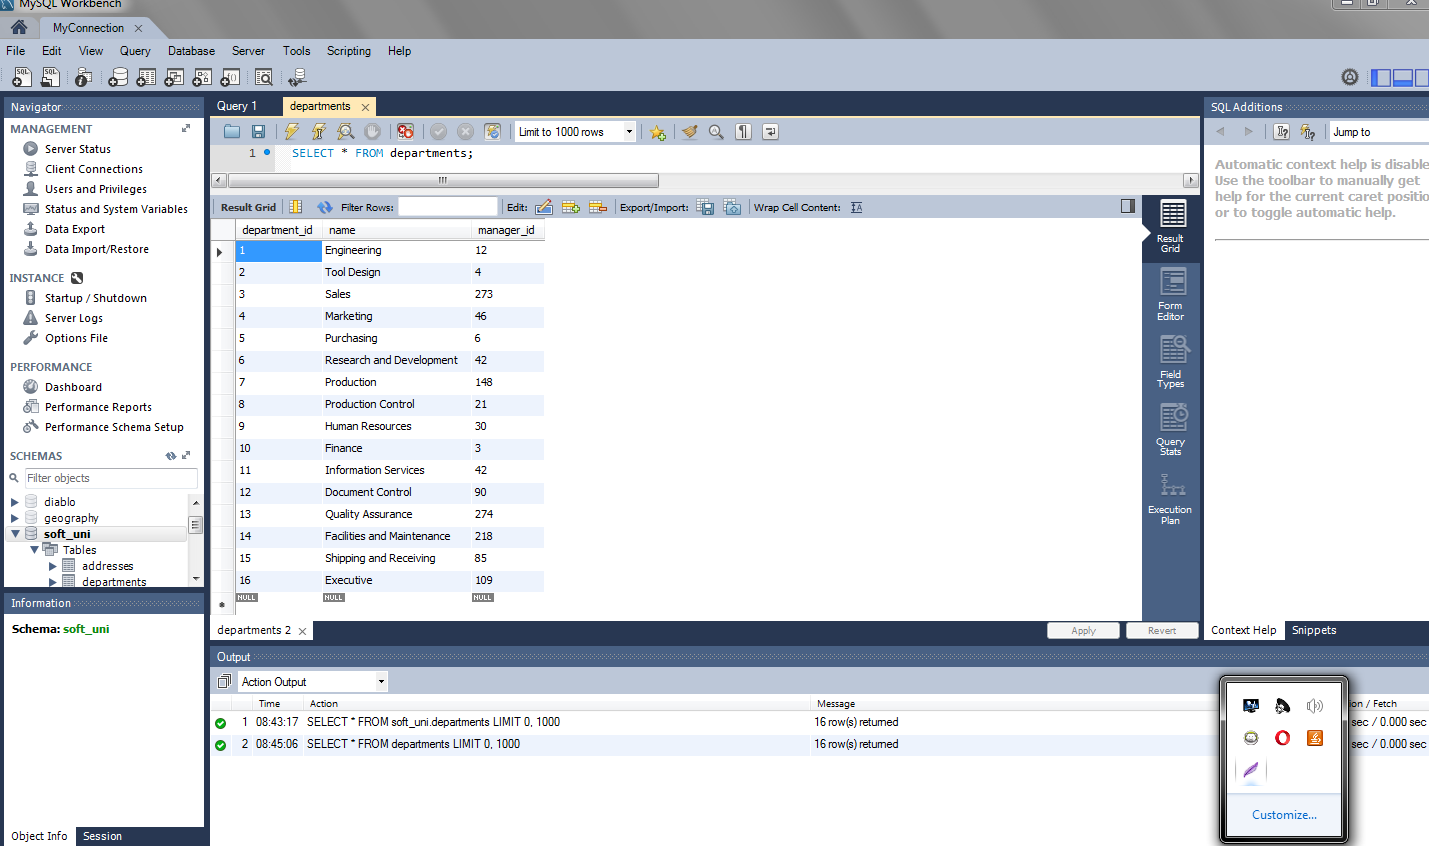 MySQL Workbench
MyConnection
File Edit View Query Database Server Tools Scripting Help
Navigator
MANAGEMENT
Server Status
Client Connections
Users and Privileges
Status and System Variables
Data Export
Data Import/Restore
INSTANCE
Startup / Shutdown
Server Logs
Options File
PERFORMANCE
Dashboard
Performance Reports
Performance Schema Setup
SCHEMAS
Filter objects
diablo
geography
soft_uni
Tables
addresses
departments
Information
Schema: soft_uni
Object Info Session
Query 1 departments
Limit to 1000 rows
1 SELECT * FROM departments;
Result Grid Filter Rows: Edit: Export/Import: Wrap Cell Content:
department_id name manager_id
1 Engineering 12
2 Tool Design 4
3 Sales 273
4 Marketing 46
5 Purchasing 6
6 Research and Development 42
7 Production 148
8 Production Control 21
9 Human Resources 30
10 Finance 3
11 Information Services 42
12 Document Control 90
13 Quality Assurance 274
14 Facilities and Maintenance 218
15 Shipping and Receiving 85
16 Executive 109
NULL NULL NULL
Result
Grid
Form
Editor
Field
Types
Query
Stats
Execution
Plan
departments 2 Apply Revert
SQL Additions
Jump to
Automatic context help is disable
Use the toolbar to manually get
help for the current caret positio
or to toggle automatic help.
Context Help Snippets
Output
Action Output
Time Action Message on / Fetch
1 08:43:17 SELECT * FROM soft_uni.departments LIMIT 0, 1000 16 row(s) returned sec / 0.000 sec
2 08:45:06 SELECT * FROM departments LIMIT 0, 1000 16 row(s) returned sec / 0.000 sec
Customize...